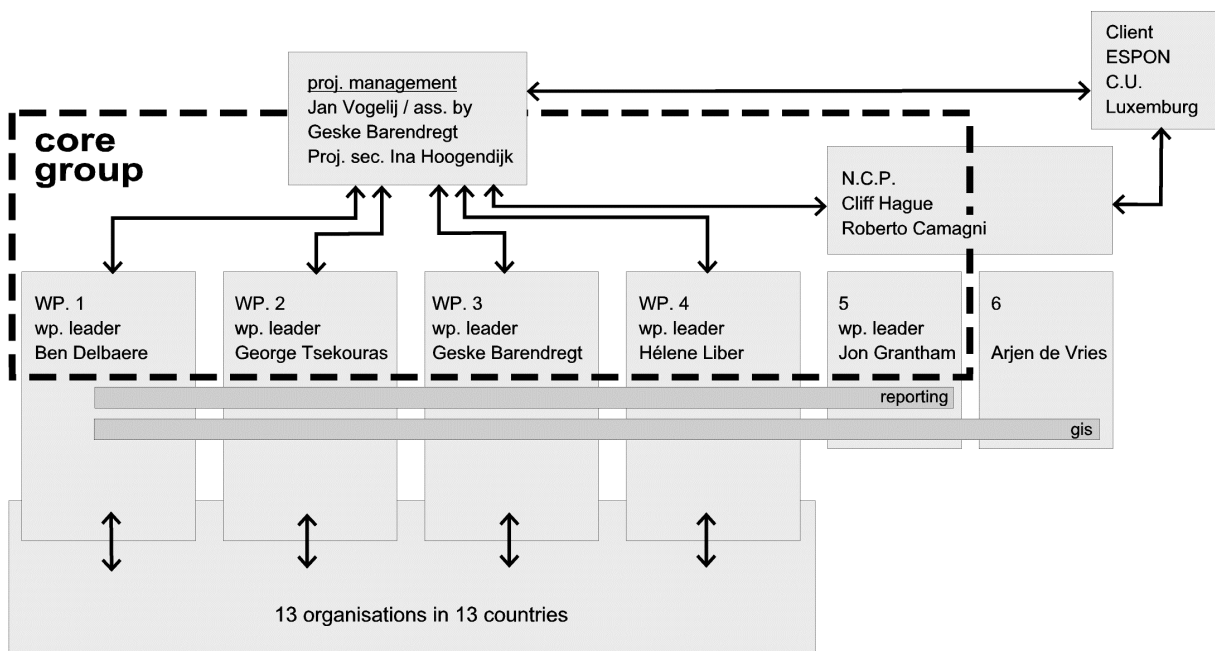 Client
ESPON
C.U.
Luxemburg
proj. management
Jan Vogelij / ass. by
Geske Barendregt
Proj. sec. Ina Hoogendijk
core
group
N.C.P.
Cliff Hague
Roberto Camagni
WP. 1
wp. leader
Ben Delbaere
WP. 2
wp. leader
George Tsekouras
WP. 3
wp. leader
Geske Barendregt
WP. 4
wp. leader
Hélene Liber
5
wp. leader
Jon Grantham
6
Arjen de Vries
reporting
gis
13 organisations in 13 countries